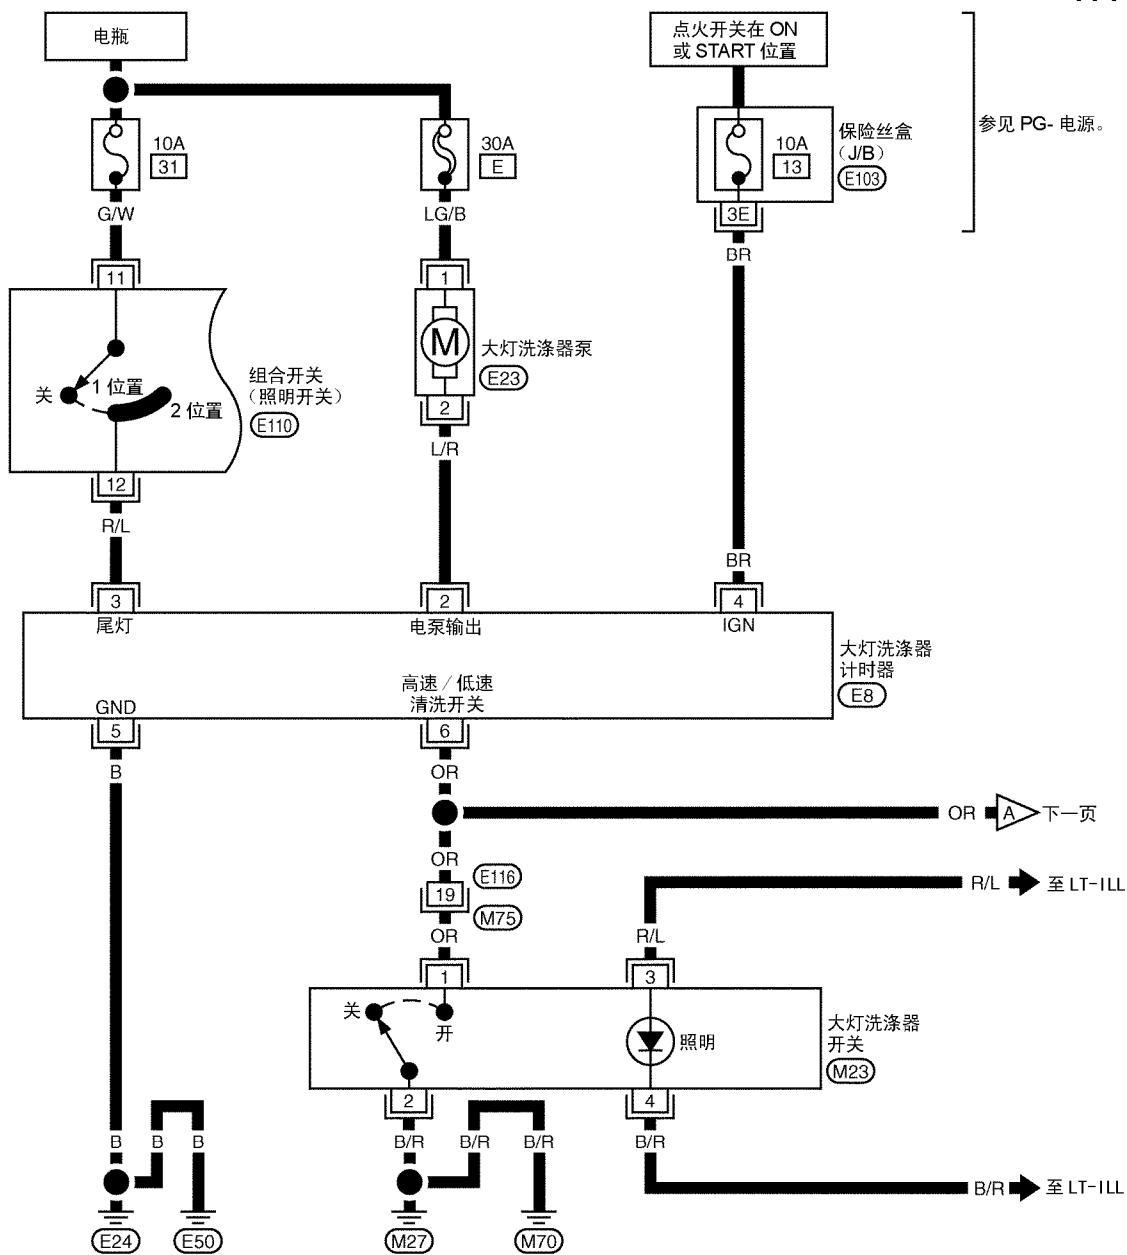 电瓶
点火开关在 ON
或 START 位置
参见 PG- 电源。
10A
31
30A
E
10A
13
保险丝盒
（J/B）
E103
G/W
LG/B
3E
BR
11
1
M
大灯洗涤器泵
E23
关
1 位置
2 位置
组合开关
（照明开关）
E110
2
L/R
12
R/L
BR
3
2
4
尾灯
电泵输出
IGN
大灯洗涤器
计时器
E8
高速 / 低速
清洗开关
GND
5
6
B
OR
OR
A
下一页
OR
E116
19
M75
OR
R/L
至 LT-ILL
R/L
1
3
关
开
照明
大灯洗涤器
开关
M23
2
4
B
B
B
B/R
B/R
B/R
B/R
B/R
至 LT-ILL
E24
E50
M27
M70